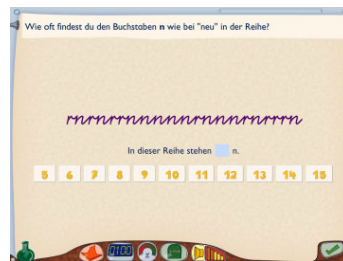 Wie oft findest du den Buchstaben n wie bei "neu" in der Reihe?
In dieser Reihe stehen n.
5 6 7 8 9 10 11 12 13 14 15